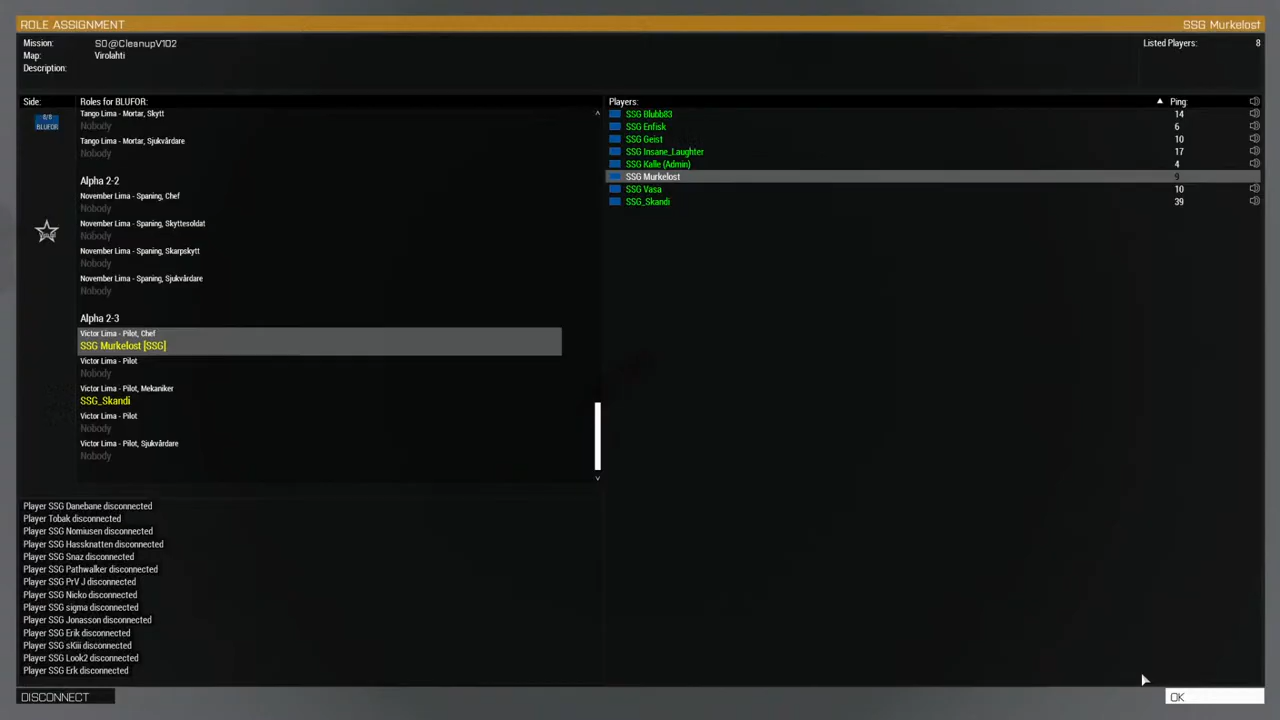 ROLE ASSIGNMENT
SSG Murkelost
Mission: SO@CleanupV102
Map: Virolahti
Description:
Listed Players: 8
Side:
Roles for BLUFOR:
8/8
BLUFOR
Tango Lima - Mortar, Skytt
Nobody
Tango Lima - Mortar, Sjukvårdare
Nobody
Alpha 2-2
November Lima - Spaning, Chef
Nobody
November Lima - Spaning, Skyttesoldat
Nobody
November Lima - Spaning, Skarpskytt
Nobody
November Lima - Spaning, Sjukvårdare
Nobody
Alpha 2-3
Victor Lima - Pilot, Chef
SSG Murkelost [SSG]
Victor Lima - Pilot
Nobody
Victor Lima - Pilot, Mekaniker
SSG_Skandi
Victor Lima - Pilot
Nobody
Victor Lima - Pilot, Sjukvårdare
Nobody
Players: Ping:
SSG Blubb83 14
SSG Enfisk 6
SSG Geist 10
SSG Insane_Laughter 17
SSG Kalle (Admin) 4
SSG Murkelost 9
SSG Vasa 10
SSG_Skandi 39
Player SSG Danebane disconnected
Player Tobak disconnected
Player SSG Nomiusen disconnected
Player SSG Hassknatten disconnected
Player SSG Snaz disconnected
Player SSG Pathwalker disconnected
Player SSG PrV J disconnected
Player SSG Nicko disconnected
Player SSG sigma disconnected
Player SSG Jonasson disconnected
Player SSG Erik disconnected
Player SSG sKiii disconnected
Player SSG Look2 disconnected
Player SSG Erk disconnected
DISCONNECT
OK